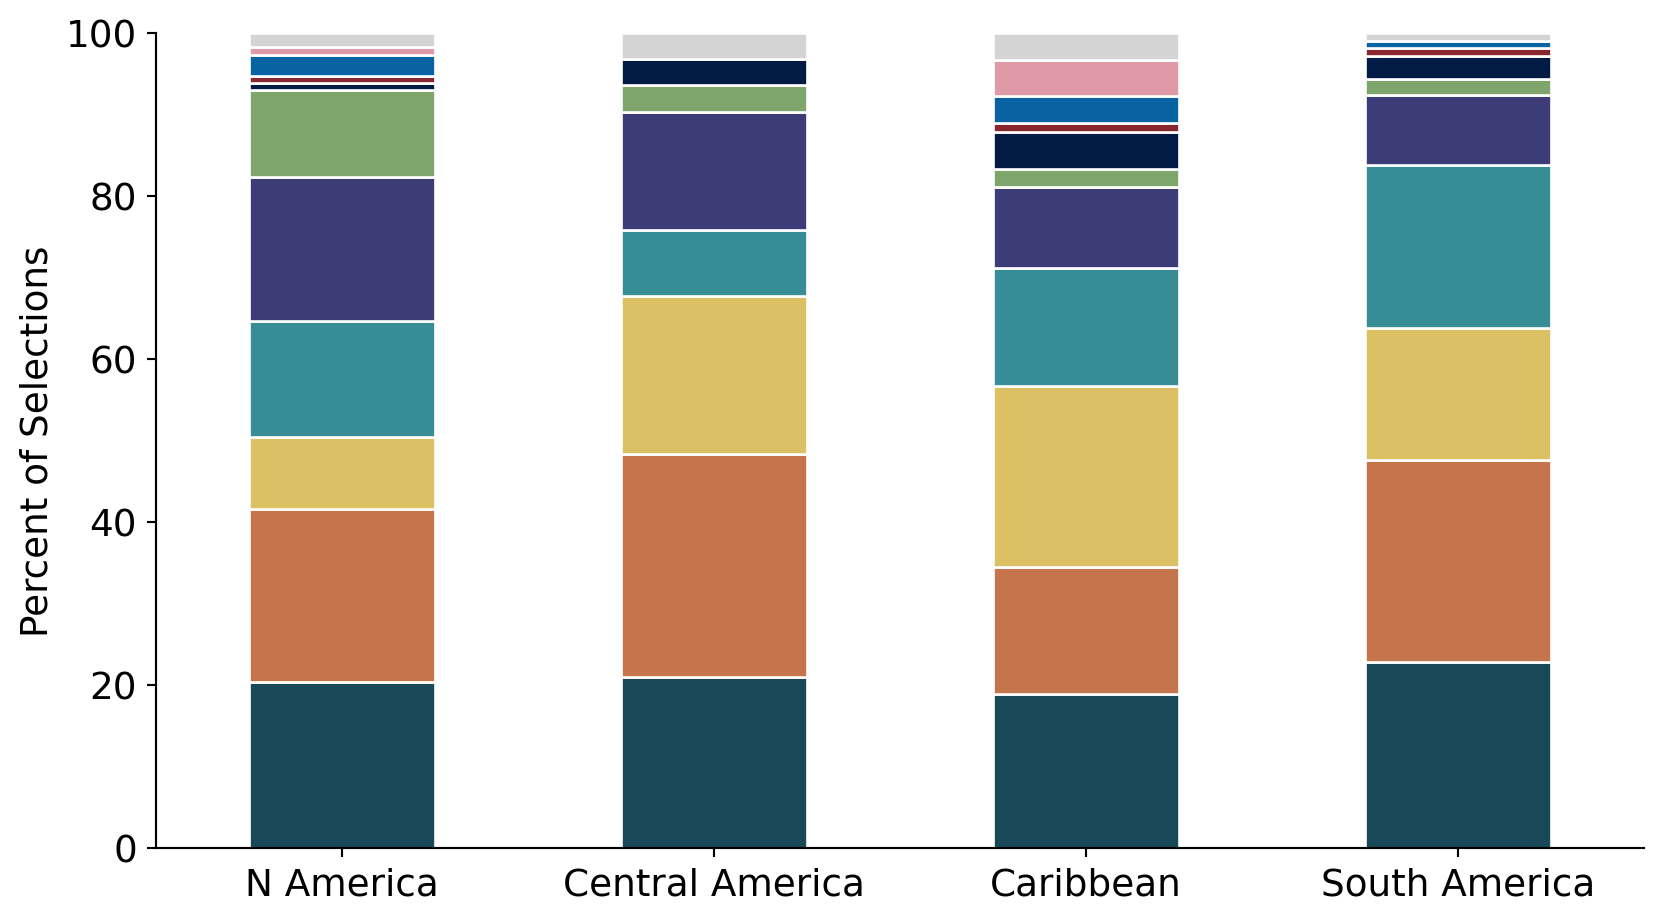 100
80
60
40
20
0
Percent of Selections
N America
Central America
Caribbean
South America